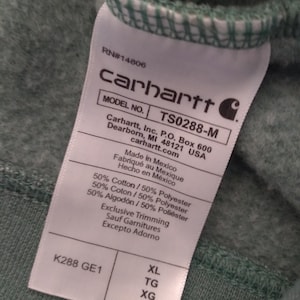 RN#14806
carhartt
MODEL NO. TS0288-M
Carhartt, Inc. P.O. Box 600
Dearborn, MI 48121 USA
carhartt.com
Made in Mexico
Fabriqué au Mexique
Hecho en México
50% Cotton / 50% Polyester
50% Coton / 50% Polyester
50% Algodón / 50% Poliéster
Exclusive Trimming
Sauf Garnitures
Excepto Adorno
K288 GE1
XL
TG
XG